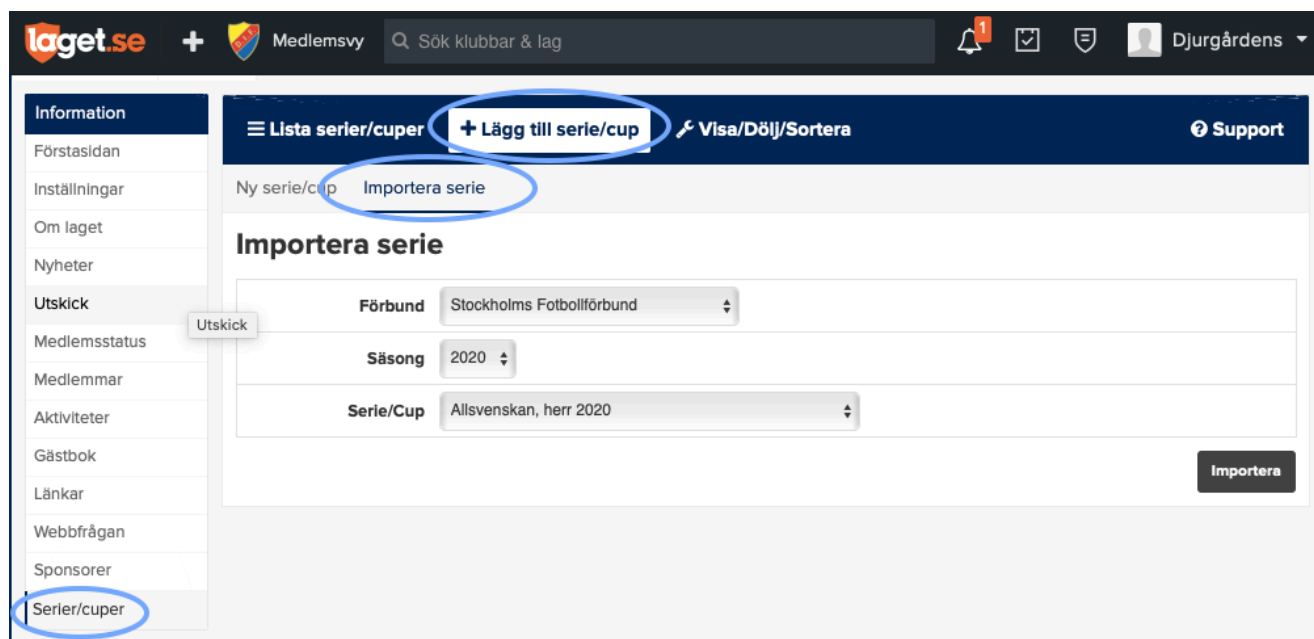 laget.se + Medlemsvy Sök klubbar & lag 1 Djurgårdens
Information
Förstasidan
Inställningar
Om laget
Nyheter
Utskick
Utskick
Medlemsstatus
Medlemmar
Aktiviteter
Gästbok
Länkar
Webbfrågan
Sponsorer
Serier/cuper
Lista serier/cuper + Lägg till serie/cup Visa/Dölj/Sortera Support
Ny serie/cup Importera serie
Importera serie
Förbund Stockholms Fotbollförbund
Säsong 2020
Serie/Cup Allsvenskan, herr 2020
Importera